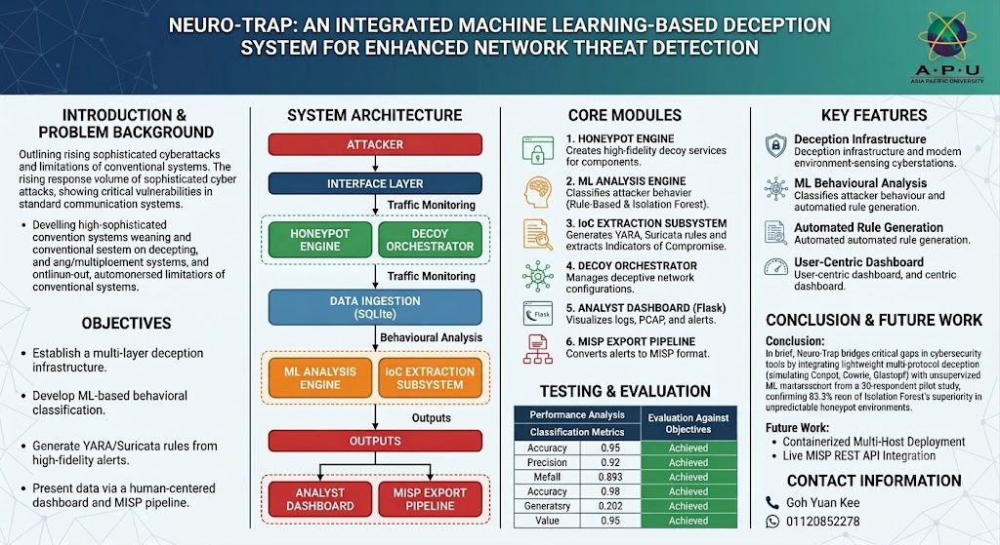 NEURO-TRAP: AN INTEGRATED MACHINE LEARNING-BASED DECEPTION
SYSTEM FOR ENHANCED NETWORK THREAT DETECTION
A·P·U
ASIA PACIFIC UNIVERSITY
INTRODUCTION &
PROBLEM BACKGROUND
Outlining rising sophisticated cyberattacks
and limitations of conventional systems. The
rising response volume of sophisticated cyber
attacks, showing critical vulnerabilities in
standard communication systems.
• Develling high-sophisticated
convention systems weaning and
conventional sestem on decepting,
and ang/multiploement systems, and
ontlinun-out, automonersed limitatiors of
conventional systems.
OBJECTIVES
• Establish a multi-layer deception
infrastructure.
• Develop ML-based behavioral
classification.
• Generate YARA/Suricata rules from
high-fidelity alerts.
• Present data via a human-centered
dashboard and MISP pipeline.
SYSTEM ARCHITECTURE
ATTACKER
INTERFACE LAYER
Traffic Monitoring
HONEYPOT
ENGINE
DECOY
ORCHESTRATOR
Traffic Monitoring
DATA INGESTION
(SQLIte)
Behavioural Analysis
ML ANALYSIS
ENGINE
ioC EXTRACTION
SUBSYSTEM
Outputs
OUTPUTS
ANALYST
DASHBOARD
MISP EXPORT
PIPELINE
CORE MODULES
1. HONEYPOT ENGINE
Creates high-fidelity decoy services
for components.
2. ML ANALYSIS ENGINE
Classifies attacker behavier
(Rule-Based & Isolation Forest).
3. IoC EXTRACTION SUBSYSTEM
Generates YARA, Suricata rules and
extracts Indicators of Compromise.
4. DECOY ORCHESTRATOR
Manages deceptive network
configurations.
Flask
5. ANALYST DASHBOARD (Flask)
Visualizes logs, PCAP, and alerts.
6. MISP EXPORT PIPELINE
Converts alerts to MISP format.
TESTING & EVALUATION
Performance Analysis
Evaluation Against
Objectives
Classification Metrics
Accuracy 0.95 Achieved
Precision 0.92 Achieved
Mefall 0.893 Achieved
Accuracy 0.98 Achieved
Generatsry 0.202 Achieved
Value 0.95 Achieved
KEY FEATURES
Deception Infrastructure
Deception infrastructure and modem
environment-sensing cyberstations.
ML Behavioural Analysis
Classifies attacker behaviour and
automated rule generation.
Automated Rule Generation
Automated automated rule generation.
User-Centric Dashboard
User-centric dashboard, and centric
dashboard.
CONCLUSION & FUTURE WORK
Conclusion:
In brief, Neuro-Trap bridges critical gaps in cybersecurity
tools by integrating lightweight multi-protocol deception
(simulating Conpot, Cowrie, Glastopf) with unsupervized
ML martarsscnort from a 30-respondent pilot study,
confirming 83.3% reon of Isolation Forest's superiority in
unpredictable honeypot environments.
Future Work:
• Containerized Multi-Host Deployment
• Live MISP REST API Integration
CONTACT INFORMATION
Goh Yuan Kee
01120852278